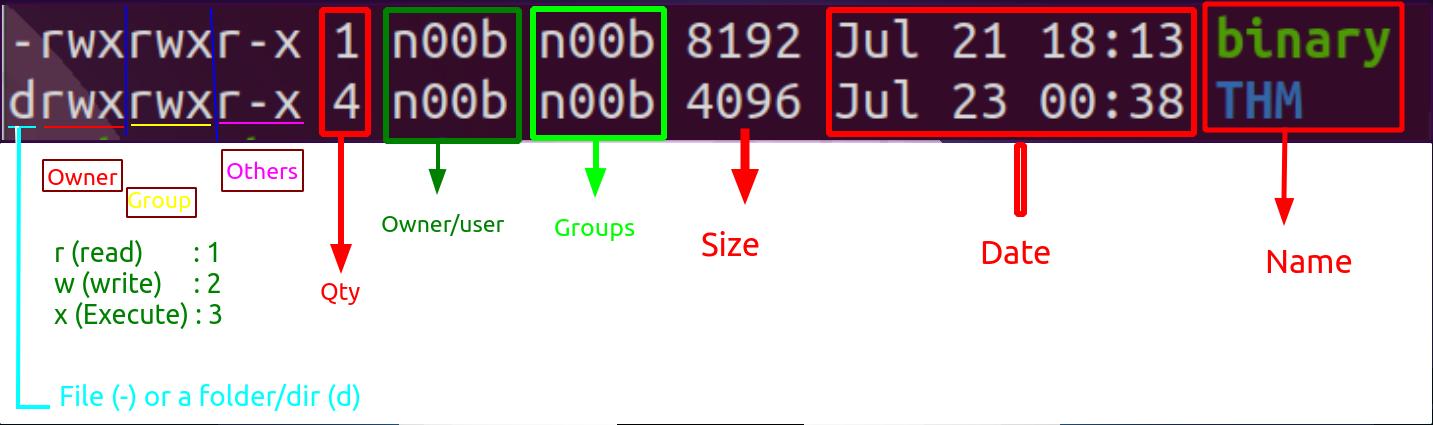 -rwxrwxr-x 1 n00b n00b 8192 Jul 21 18:13 binary
drwxrwxr-x 4 n00b n00b 4096 Jul 23 00:38 THM
Owner
Group
Others
Owner/user
Groups
Size
Date
Name
r (read) : 1
w (write) : 2
x (Execute) : 3
Qty
File (-) or a folder/dir (d)